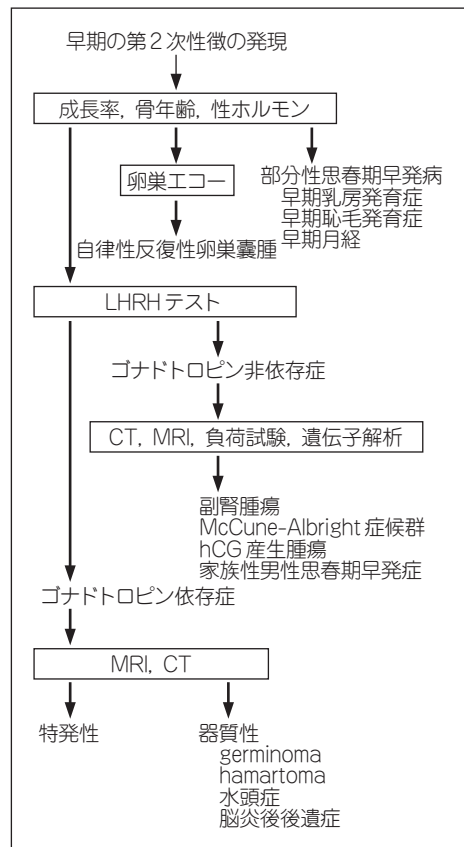 早期の第2次性徴の発現
成長率, 骨年齢, 性ホルモン
卵巣エコー
部分性思春期早発病
早期乳房発育症
早期恥毛発育症
早期月経
自律性反復性卵巣嚢腫
LHRHテスト
ゴナドトロピン非依存症
CT, MRI, 負荷試験, 遺伝子解析
副腎腫瘍
McCune-Albright 症候群
hCG 産生腫瘍
家族性男性思春期早発症
ゴナドトロピン依存症
MRI, CT
特発性
器質性
germinoma
hamartoma
水頭症
脳炎後後遺症